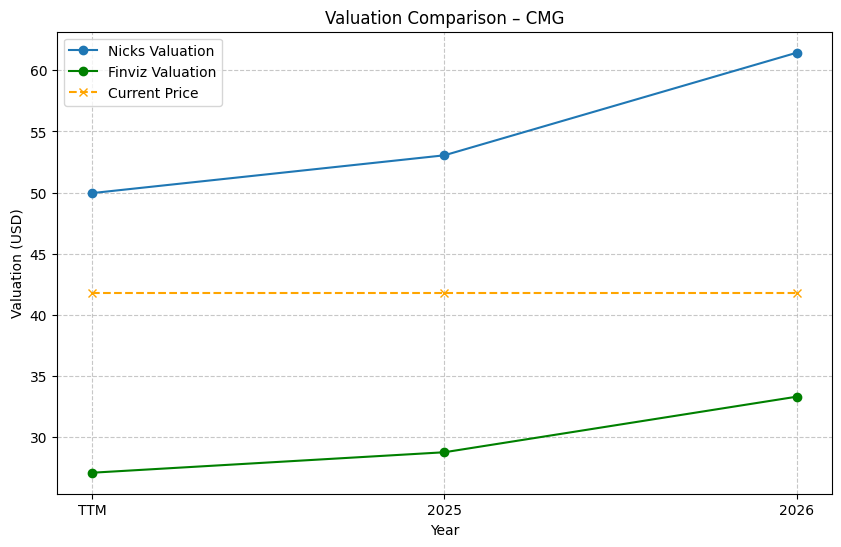 Valuation Comparison – CMG
Nicks Valuation
Finviz Valuation
Current Price
Valuation (USD)
60
55
50
45
40
35
30
TTM
2025
2026
Year